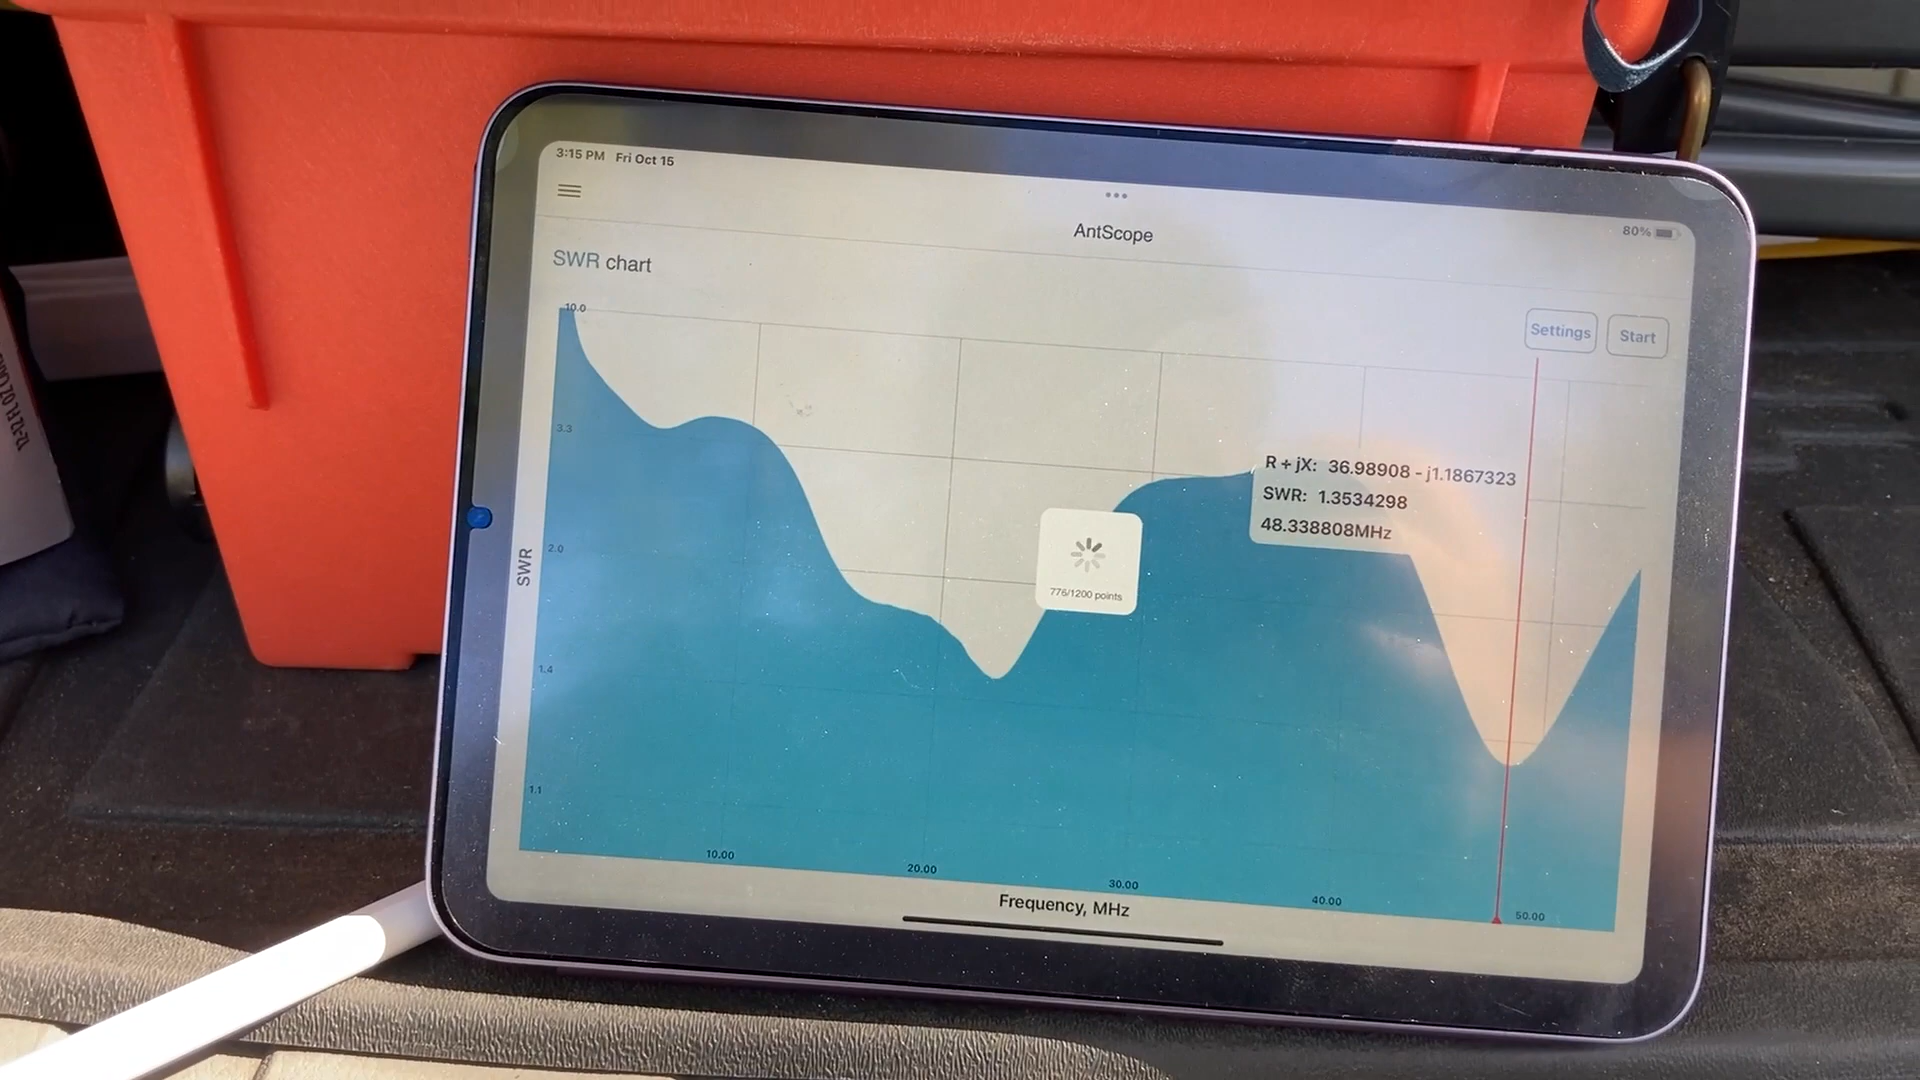 3:15 PM Fri Oct 15
80%
AntScope
SWR chart
Settings
Start
10.0
3.3
2.0
1.4
1.1
SWR
R + jX: 36.98908 - j1.1867323
SWR: 1.3534298
48.338808MHz
776/1200 points
10.00
20.00
30.00
40.00
50.00
Frequency, MHz